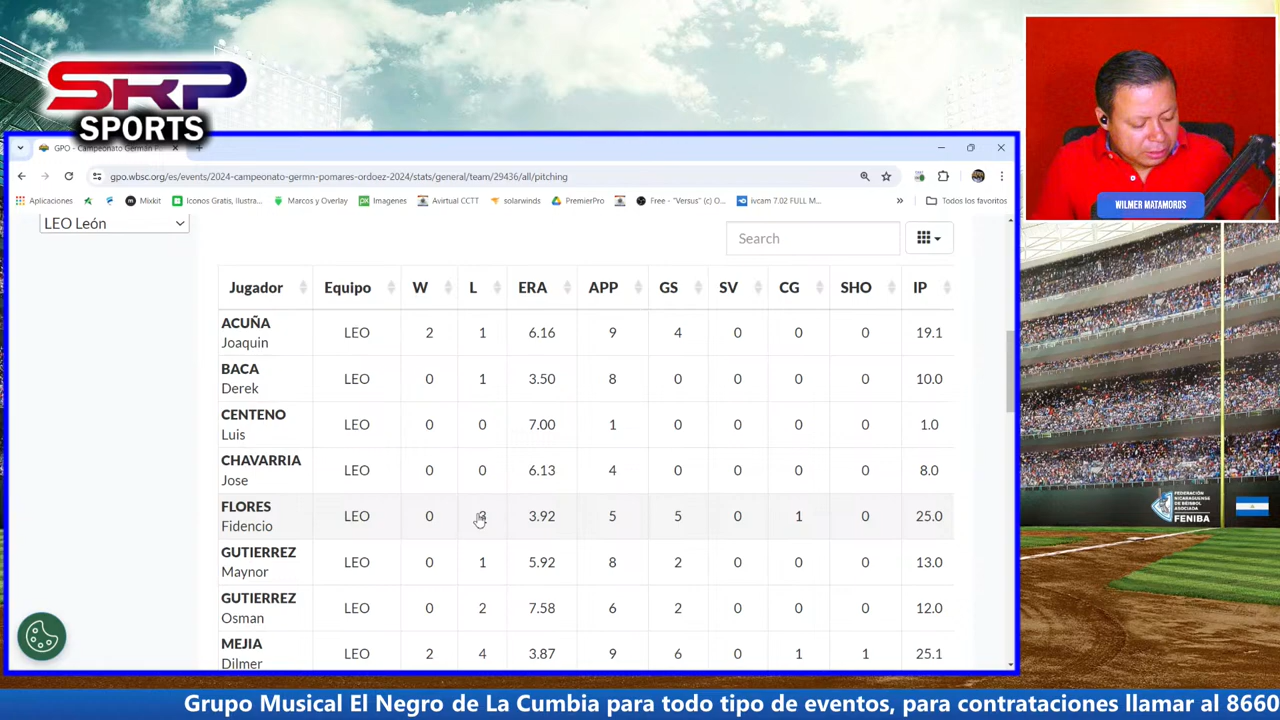 SKP
SPORTS
GPO - Campeonato Germán P
gpo.wbsc.org/es/events/2024-campeonato-germn-pomares-ordoez-2024/stats/general/team/29436/all/pitching
Aplicaciones
Mixkit
Iconos Gratis, Ilustra...
Marcos y Overlay
Imagenes
Avirtual CCTT
solarwinds
PremierPro
Free - "Versus" (c) O...
ivcam 7.02 FULL M...
»
Todos los favoritos
WILMER MATAMOROS
LEO León
Search
Jugador Equipo W L ERA APP GS SV CG SHO IP
ACUÑA
Joaquin LEO 2 1 6.16 9 4 0 0 0 19.1
BACA
Derek LEO 0 1 3.50 8 0 0 0 0 10.0
CENTENO
Luis LEO 0 0 7.00 1 0 0 0 0 1.0
CHAVARRIA
Jose LEO 0 0 6.13 4 0 0 0 0 8.0
FLORES
Fidencio LEO 0 3.92 5 5 0 1 0 25.0
GUTIERREZ
Maynor LEO 0 1 5.92 8 2 0 0 0 13.0
GUTIERREZ
Osman LEO 0 2 7.58 6 2 0 0 0 12.0
MEJIA
Dilmer LEO 2 4 3.87 9 6 0 1 1 25.1
FEDERACIÓN
NICARAGÜENSE
DE BÉISBOL
ASOCIADA
FENIBA
Grupo Musical El Negro de La Cumbia para todo tipo de eventos, para contrataciones llamar al 8660